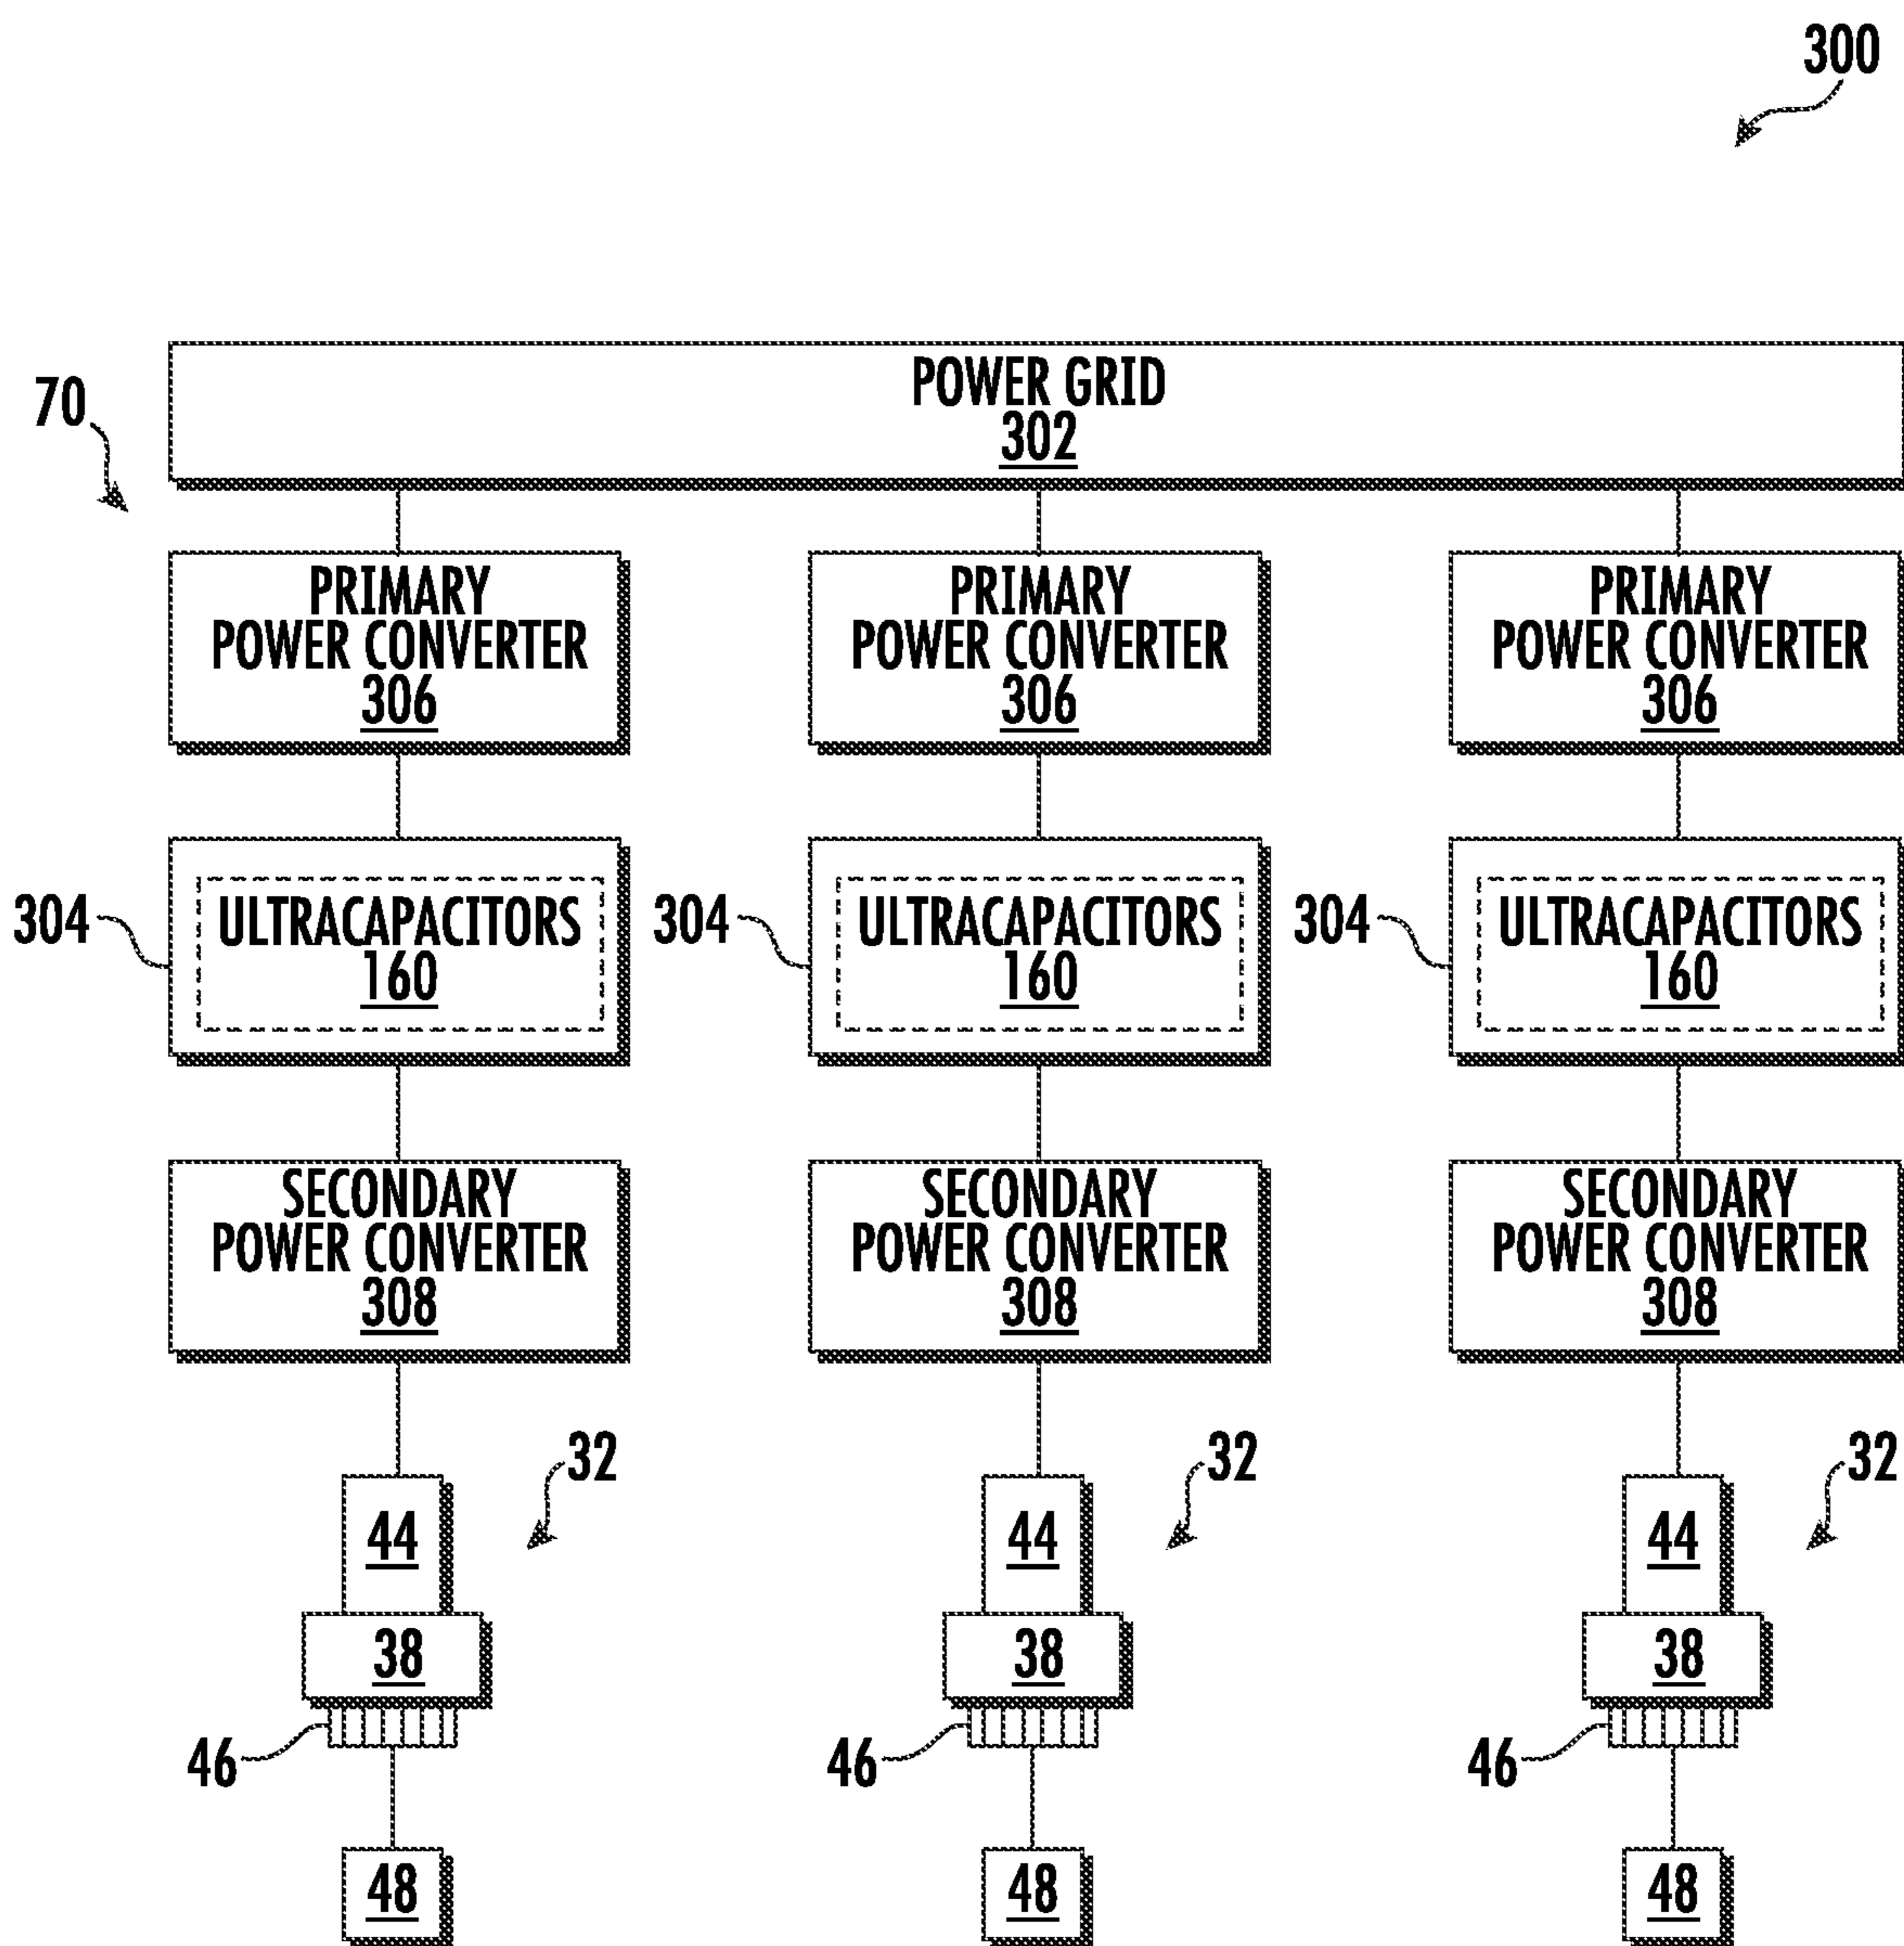 300
POWER GRID
302
70
PRIMARY
POWER CONVERTER
306
PRIMARY
POWER CONVERTER
306
PRIMARY
POWER CONVERTER
306
304
ULTRACAPACITORS
160
304
ULTRACAPACITORS
160
304
ULTRACAPACITORS
160
SECONDARY
POWER CONVERTER
308
SECONDARY
POWER CONVERTER
308
SECONDARY
POWER CONVERTER
308
32
32
32
44
44
44
38
38
38
46
46
46
48
48
48